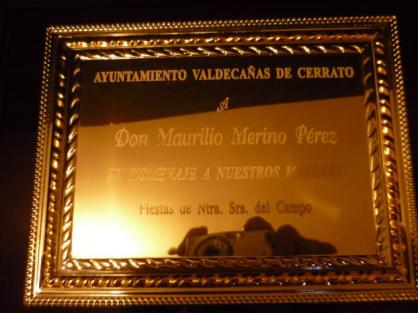 AYUNTAMIENTO VALDECAÑAS DE CERRATO
A
Don Maurilio Merino Pérez
EN HOMENAJE A NUESTROS MAYORES
Fiestas de Ntra. Sra. del Campo